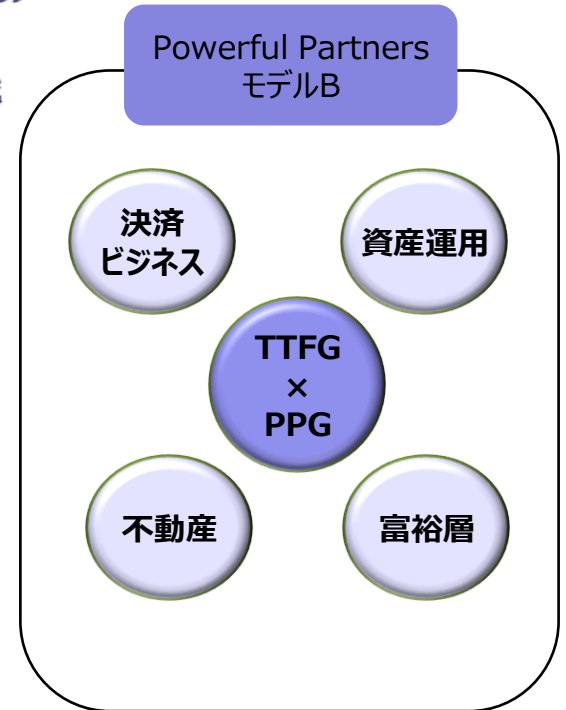 Powerful Partners
モデルB
決済
ビジネス
資産運用
TTFG
×
PPG
不動産
富裕層